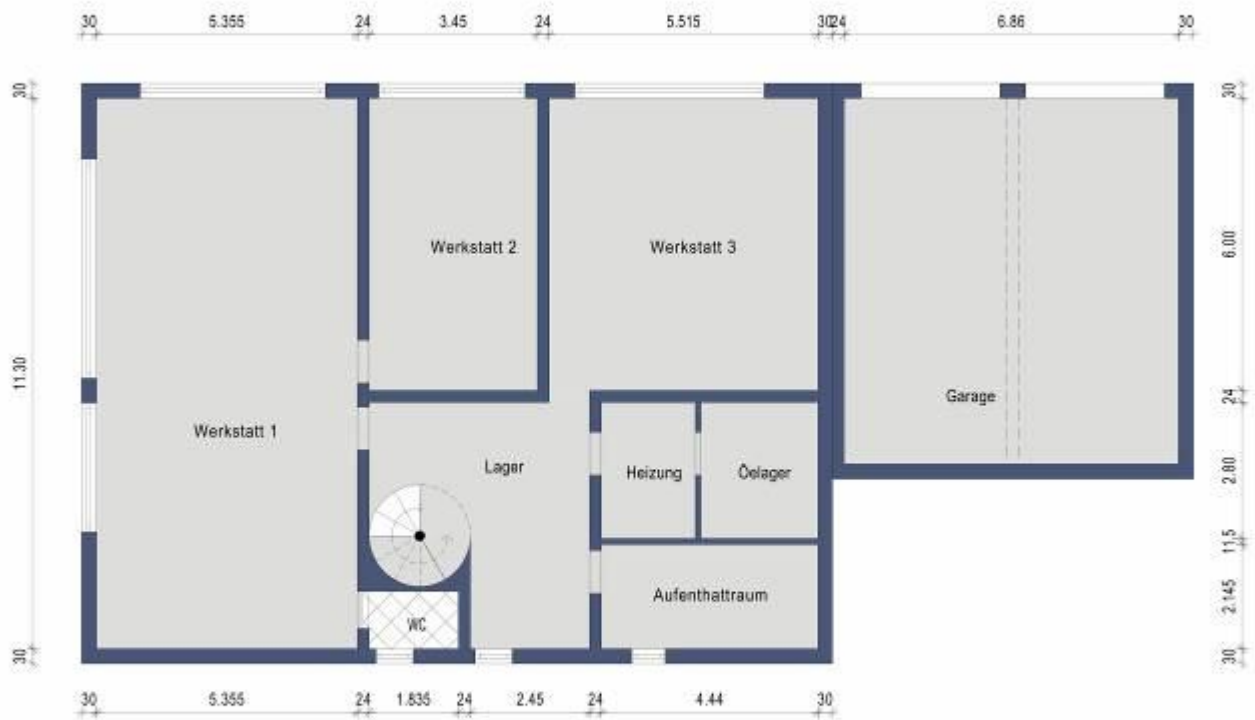 30 5.355 24 3.45 24 5.515 30 24 6.86 30
30 30
Werkstatt 2 Werkstatt 3 6.00
11.30
Garage 24
Werkstatt 1
Lager Heizung Öelager 2.80
11,5
Aufenthattraum 2.145
WC
30 30
30 5.355 24 1.835 24 2.45 24 4.44 30